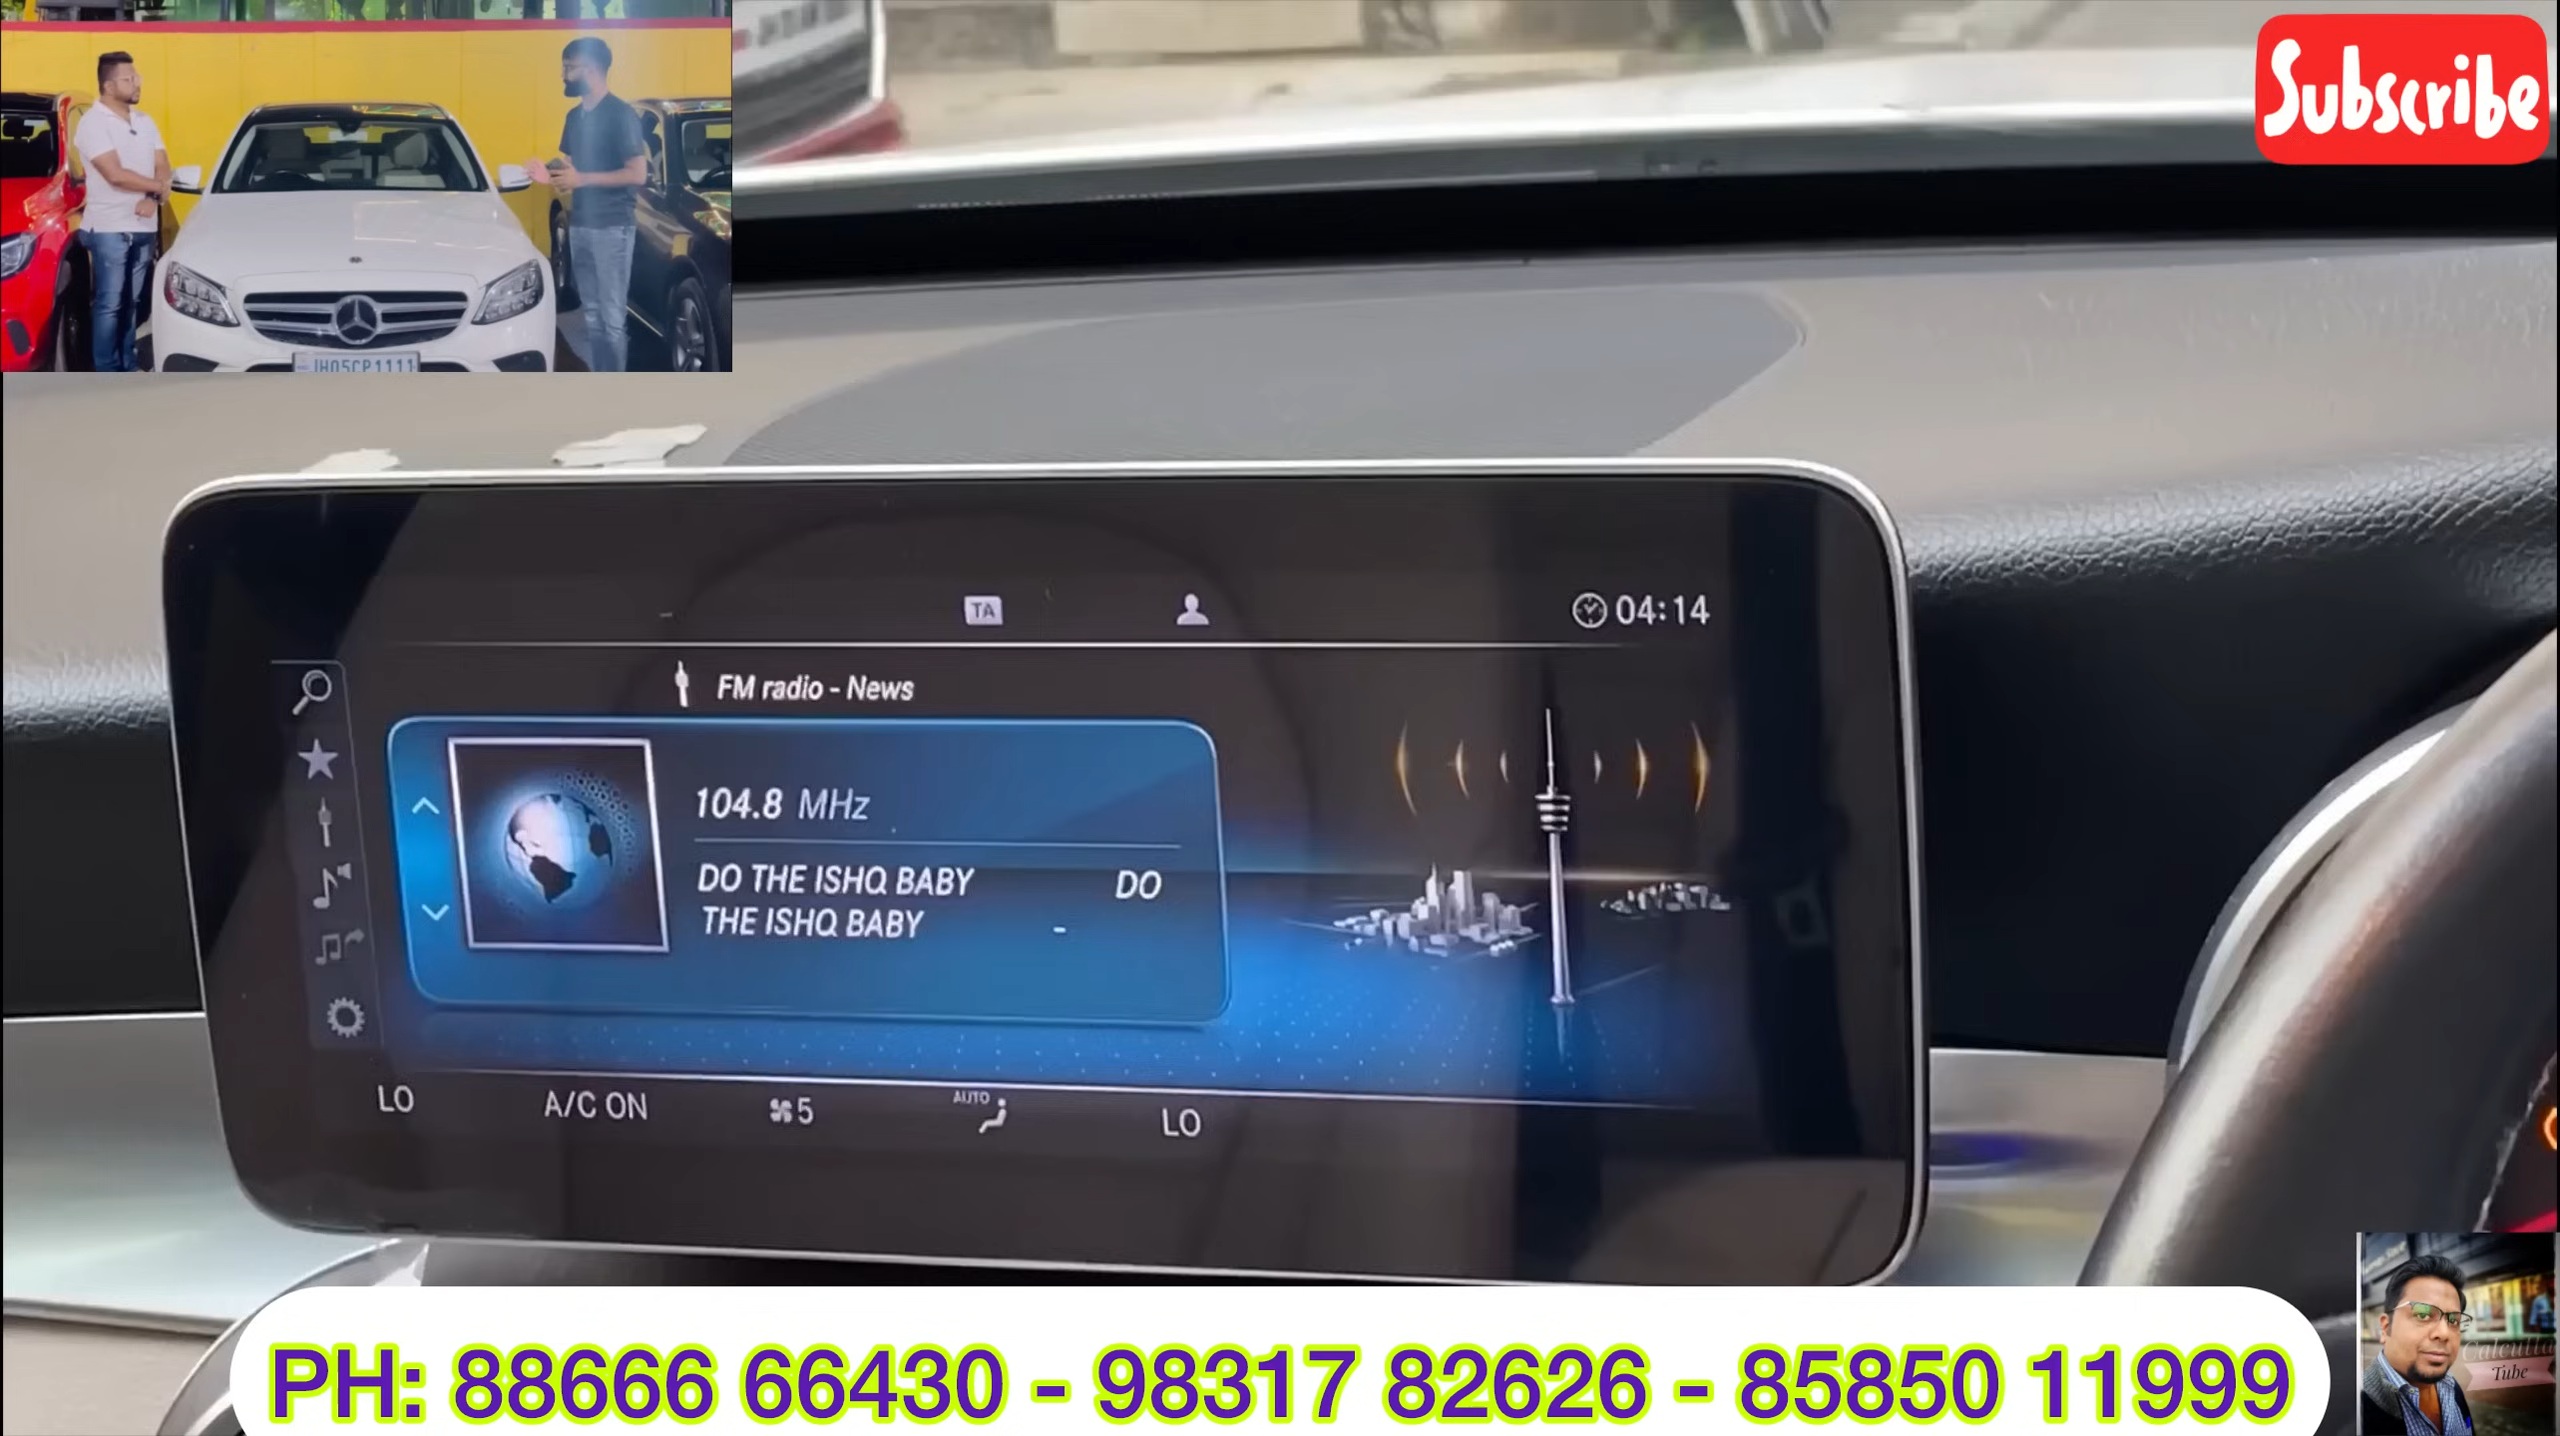 Subscribe
JH05CP1111
TA
04:14
FM radio - News
104.8 MHz
DO THE ISHQ BABY DO
THE ISHQ BABY -
LO A/C ON 5 AUTO LO
PH: 88666 66430 - 98317 82626 - 85850 11999
Calcutta
Tube